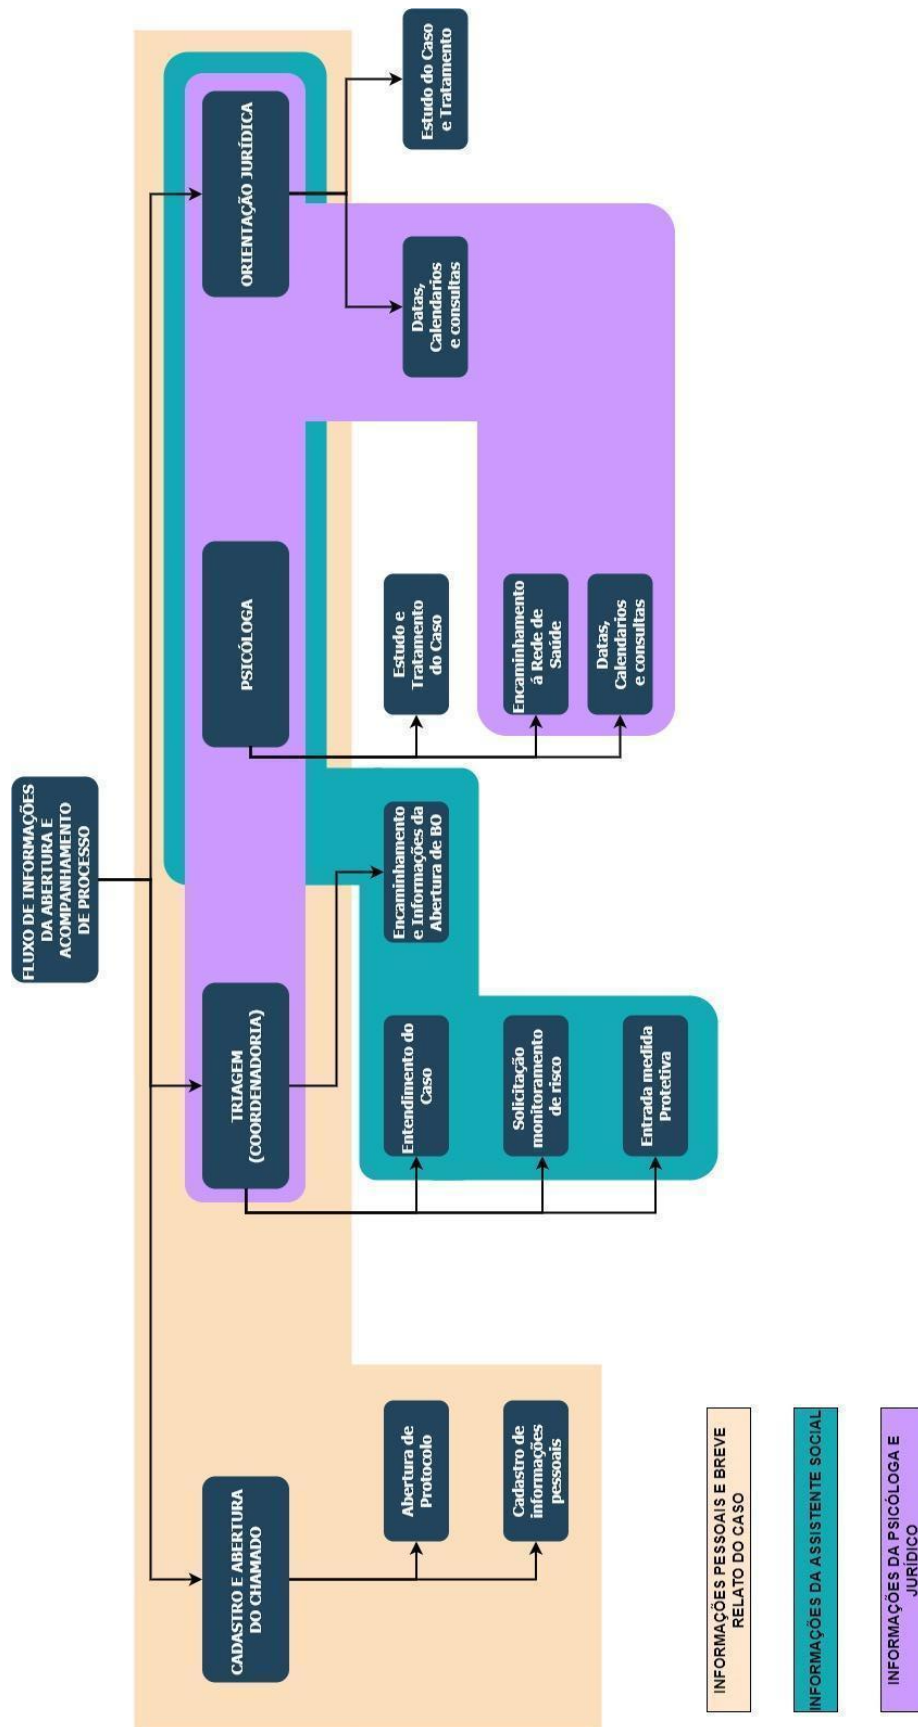 FLUXO DE INFORMAÇÕES
DA ABERTURA E
ACOMPANHAMENTO
DE PROCESSO
CADASTRO E ABERTURA
DO CHAMADO
Abertura de
Protocolo
Cadastro de
informações
pessoais
TRIAGEM
(COORDENADORIA)
Entendimento do
Caso
Solicitação
monitoramento
de risco
Entrada medida
Protetiva
Encaminhamento
e Informações da
Abertura de BO
PSICÓLOGA
Estudo e
Tratamento
do Caso
Encaminhamento
á Rede de
Saúde
Datas,
Calendarios
e consultas
ORIENTAÇÃO JURÍDICA
Datas,
Calendarios
e consultas
Estudo do Caso
e Tratamento
INFORMAÇÕES PESSOAIS E BREVE
RELATO DO CASO
INFORMAÇÕES DA ASSISTENTE SOCIAL
INFORMAÇÕES DA PSICÓLOGA E
JURÍDICO